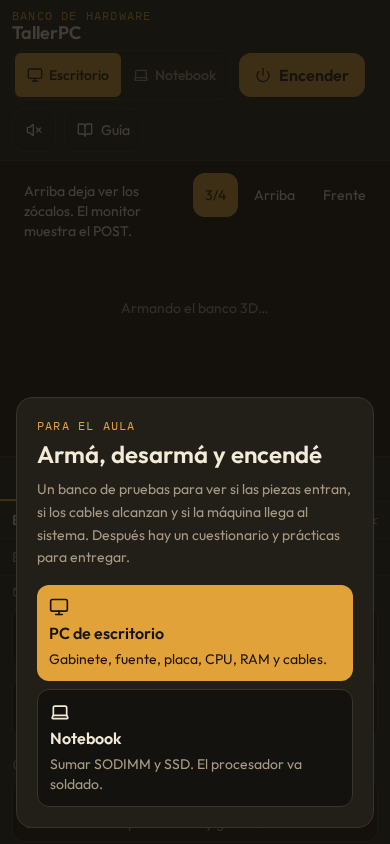 BANCO DE HARDWARE
TallerPC
Escritorio
Notebook
Encender
Guía
Arriba deja ver los
zócalos. El monitor
muestra el POST.
3/4
Arriba
Frente
Armando el banco 3D...
PARA EL AULA
Armá, desarmá y encendé
Un banco de pruebas para ver si las piezas entran,
si los cables alcanzan y si la máquina llega al
sistema. Después hay un cuestionario y prácticas
para entregar.
PC de escritorio
Gabinete, fuente, placa, CPU, RAM y cables.
Notebook
Sumar SODIMM y SSD. El procesador va
soldado.